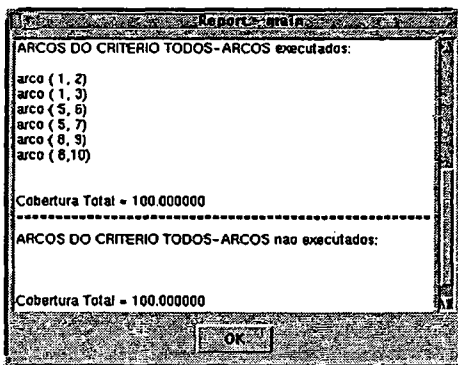 Report - main
ARCOS DO CRITERIO TODOS-ARCOS executados:
arco ( 1, 2)
arco ( 1, 3)
arco ( 5, 6)
arco ( 5, 7)
arco ( 8, 9)
arco ( 8,10)
Cobertura Total = 100.000000
ARCOS DO CRITERIO TODOS-ARCOS nao executados:
Cobertura Total = 100.000000
OK